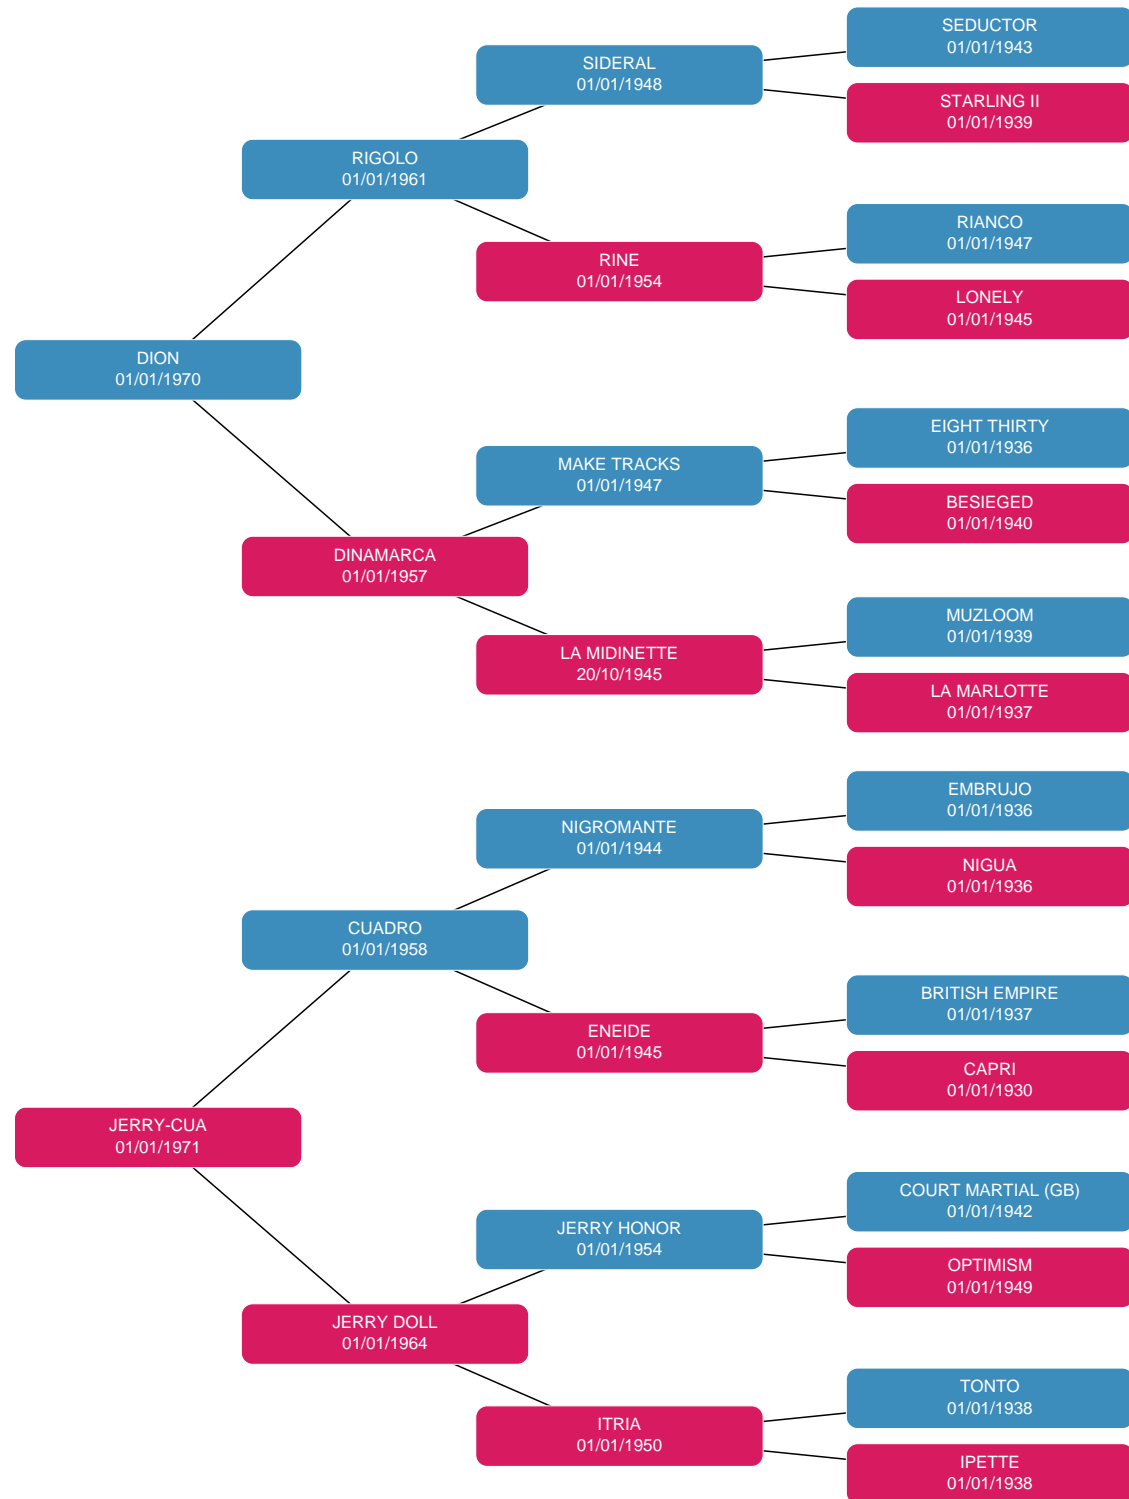 SEDUCTOR
01/01/1943
SIDERAL
01/01/1948
STARLING II
01/01/1939
RIGOLO
01/01/1961
RIANCO
01/01/1947
RINE
01/01/1954
LONELY
01/01/1945
DION
01/01/1970
EIGHT THIRTY
01/01/1936
MAKE TRACKS
01/01/1947
BESIEGED
01/01/1940
DINAMARCA
01/01/1957
MUZLOOM
01/01/1939
LA MIDINETTE
20/10/1945
LA MARLOTTE
01/01/1937
EMBRUJO
01/01/1936
NIGROMANTE
01/01/1944
NIGUA
01/01/1936
CUADRO
01/01/1958
BRITISH EMPIRE
01/01/1937
ENEIDE
01/01/1945
CAPRI
01/01/1930
JERRY-CUA
01/01/1971
COURT MARTIAL (GB)
01/01/1942
JERRY HONOR
01/01/1954
OPTIMISM
01/01/1949
JERRY DOLL
01/01/1964
TONTO
01/01/1938
ITRIA
01/01/1950
IPETTE
01/01/1938